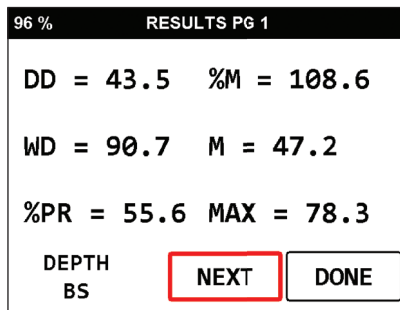 96 % RESULTS PG 1
DD = 43.5 %M = 108.6
WD = 90.7 M = 47.2
%PR = 55.6 MAX = 78.3
DEPTH
BS
NEXT
DONE